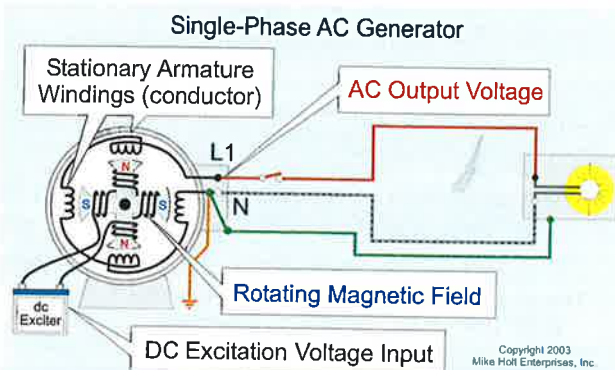 Single-Phase AC Generator
Stationary Armature
Windings (conductor)
AC Output Voltage
L1
N
N
S
S
N
Rotating Magnetic Field
dc
Exciter
DC Excitation Voltage Input
Copyright 2003
Mike Holt Enterprises, Inc.